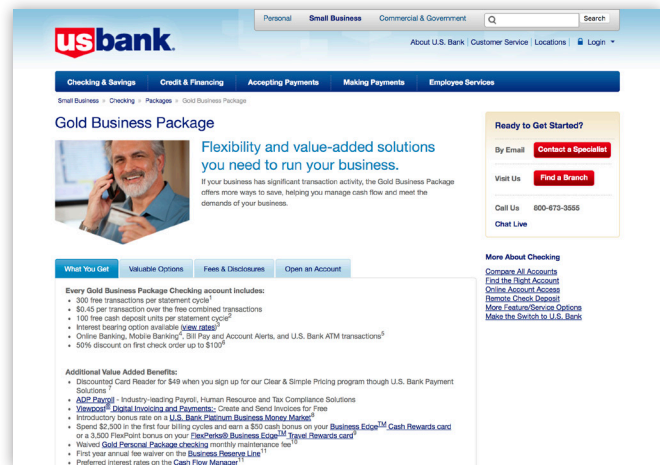 Personal Small Business Commercial & Government Search
usbank.
About U.S. Bank | Customer Service | Locations | Login
Checking & Savings Credit & Financing Accepting Payments Making Payments Employee Services
Small Business > Checking > Packages > Gold Business Package
Gold Business Package
Flexibility and value-added solutions
you need to run your business.
If your business has significant transaction activity, the Gold Business Package
offers more ways to save, helping you manage cash flow and meet the
demands of your business.
Ready to Get Started?
By Email Contact a Specialist
Visit Us Find a Branch
Call Us 800-673-3555
Chat Live
What You Get Valuable Options Fees & Disclosures Open an Account
Every Gold Business Package Checking account includes:
• 300 free transactions per statement cycle1
• $0.45 per transaction over the free combined transactions
• 100 free cash deposit units per statement cycle2
• Interest bearing option available (view rates)3
• Online Banking, Mobile Banking4, Bill Pay and Account Alerts, and U.S. Bank ATM transactions5
• 50% discount on first check order up to $1006
Additional Value Added Benefits:
• Discounted Card Reader for $49 when you sign up for our Clear & Simple Pricing program though U.S. Bank Payment
Solutions 7
• ADP Payroll - Industry-leading Payroll, Human Resource and Tax Compliance Solutions
• Viewpost® Digital Invoicing and Payments:- Create and Send Invoices for Free
• Introductory bonus rate on a U.S. Bank Platinum Business Money Market8
• Spend $2,500 in the first four billing cycles and earn a $50 cash bonus on your Business Edge™ Cash Rewards card
or a 3,500 FlexPoint bonus on your FlexPerks® Business Edge™ Travel Rewards card9
• Waived Gold Personal Package checking monthly maintenance fee10
• First year annual fee waiver on the Business Reserve Line11
• Preferred interest rates on the Cash Flow Manager11
More About Checking
Compare All Accounts
Find the Right Account
Online Account Access
Remote Check Deposit
More Feature/Service Options
Make the Switch to U.S. Bank